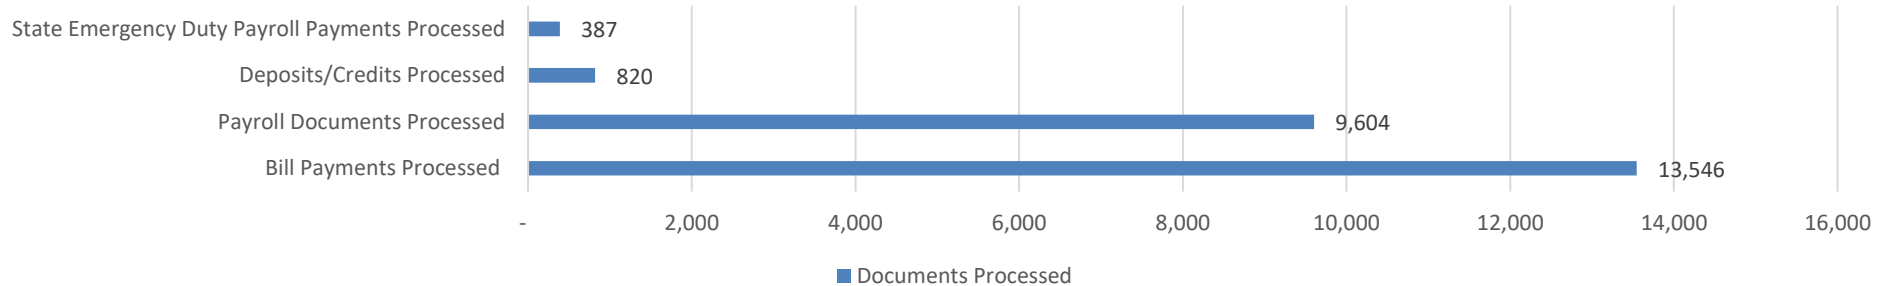 State Emergency Duty Payroll Payments Processed 387
Deposits/Credits Processed 820
Payroll Documents Processed 9,604
Bill Payments Processed 13,546
- 2,000 4,000 6,000 8,000 10,000 12,000 14,000 16,000
Documents Processed